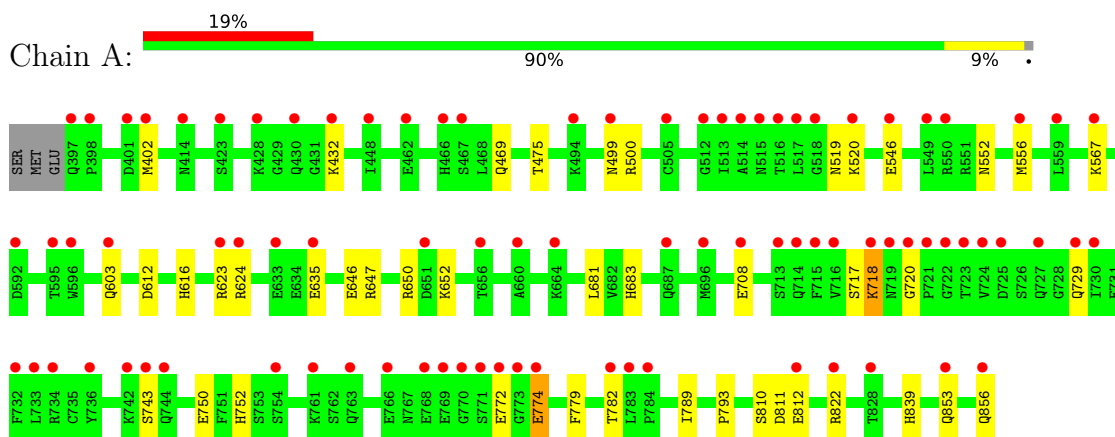 19%
Chain A:
90%
9%
•
SER MET GLU Q397 P398 D401 M402 N414 S423 K428 G429 Q430 G431 K432 I448 E462 H466 S467 L468 Q469 T475 K494 N499 R500 C505 G512 I513 A514 N515 T516 L517 G518 N519 K520 E546 L549 R550 R551 N552 M556 L559 K567
D592 T595 W596 Q603 D612 H616 R623 R624 E633 E634 E635 E646 R647 R650 D651 K652 T656 A660 K664 L681 V682 H683 Q687 M696 E708 S713 Q714 F715 V716 S717 K718 N719 G720 P721 G722 T723 V724 D725 S726 Q727 G728 Q729 I730
F732 L733 R734 C735 Y736 K742 S743 Q744 E750 F751 H752 S753 S754 K761 S762 Q763 E766 N767 E768 E769 G770 S771 E772 G773 E774 F779 T782 L783 P784 I789 P793 S810 D811 E812 R822 T828 H839 Q853 Q856